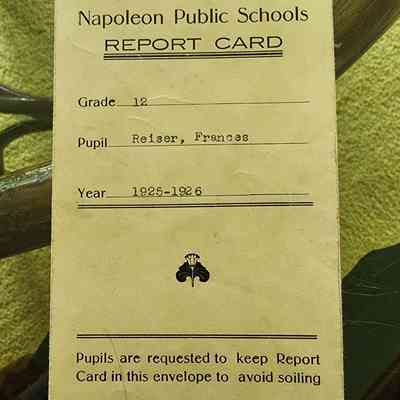 Napoleon Public Schools
REPORT CARD
Grade 12
Pupil Reiser, Frances
Year 1925-1926
Pupils are requested to keep Report
Card in this envelope to avoid soiling